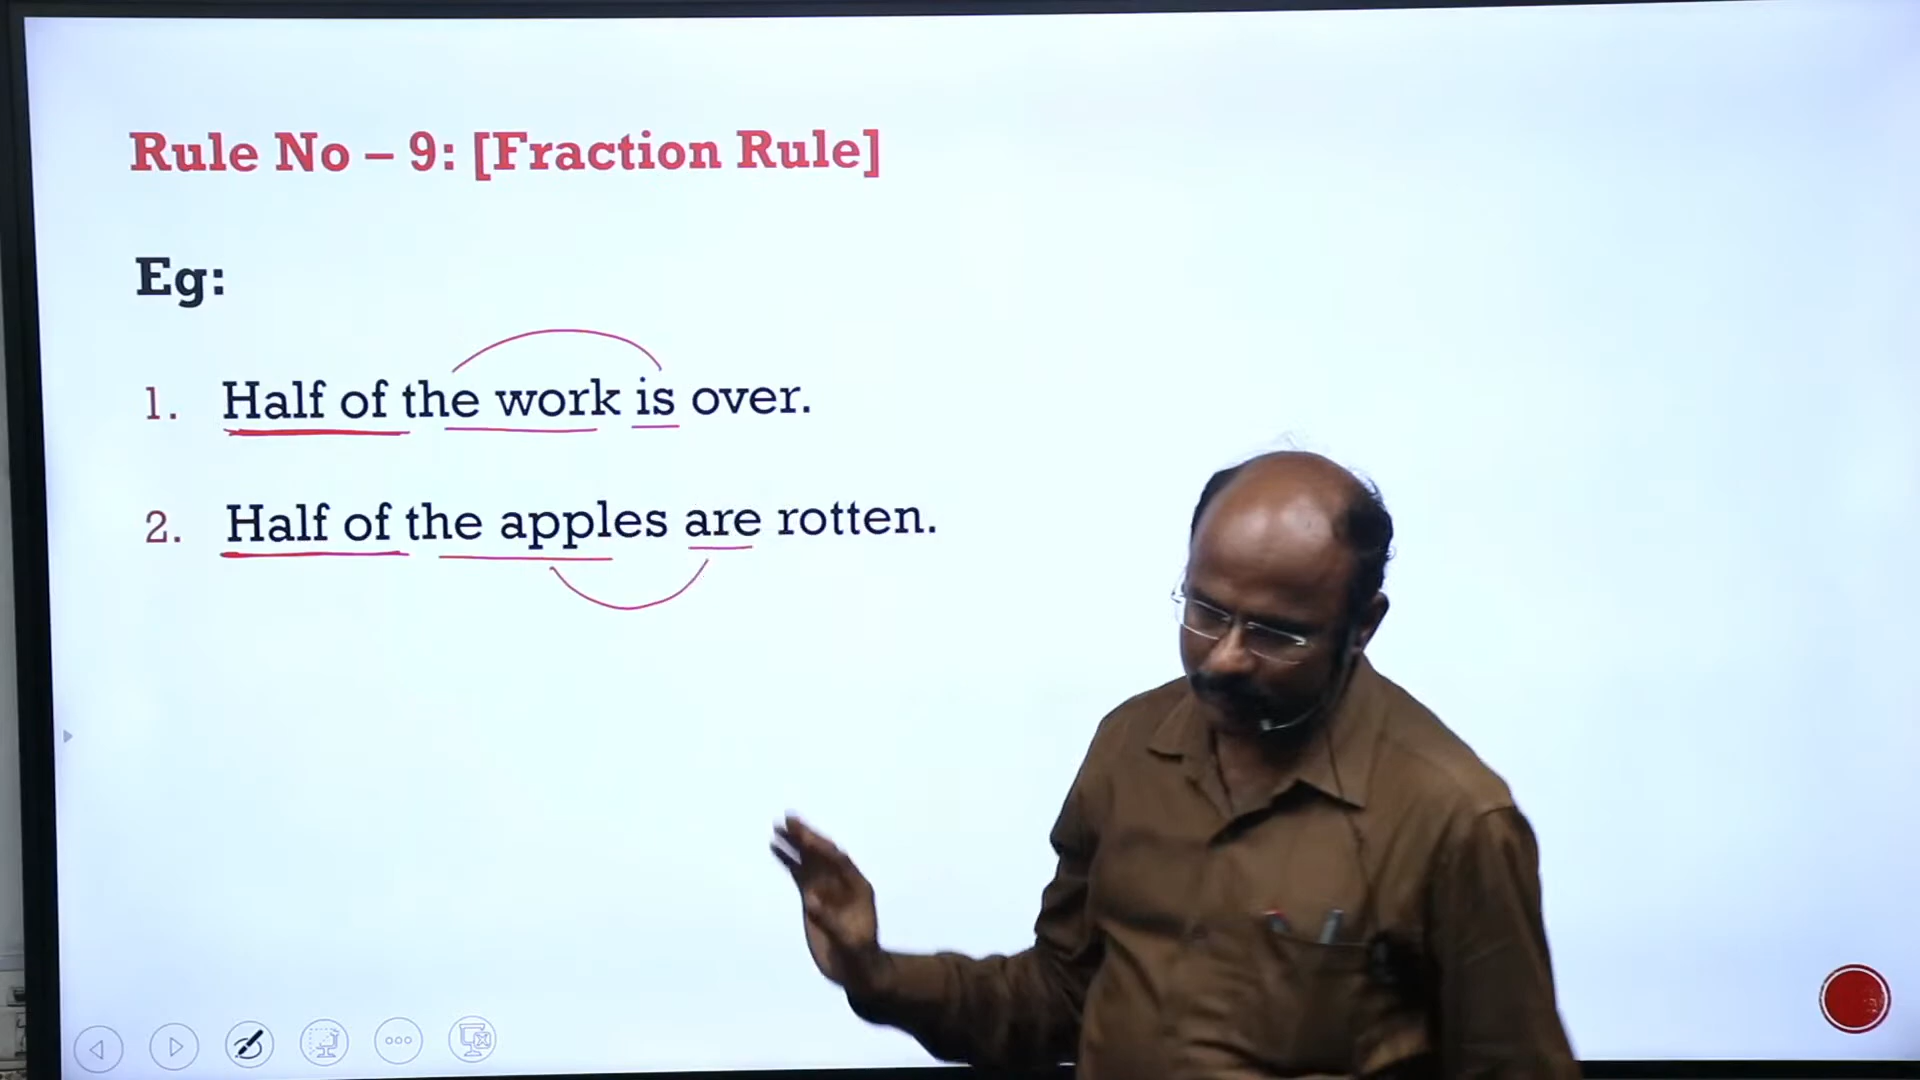 Rule No – 9: [Fraction Rule]
Eg:
1. Half of the work is over.
2. Half of the apples are rotten.